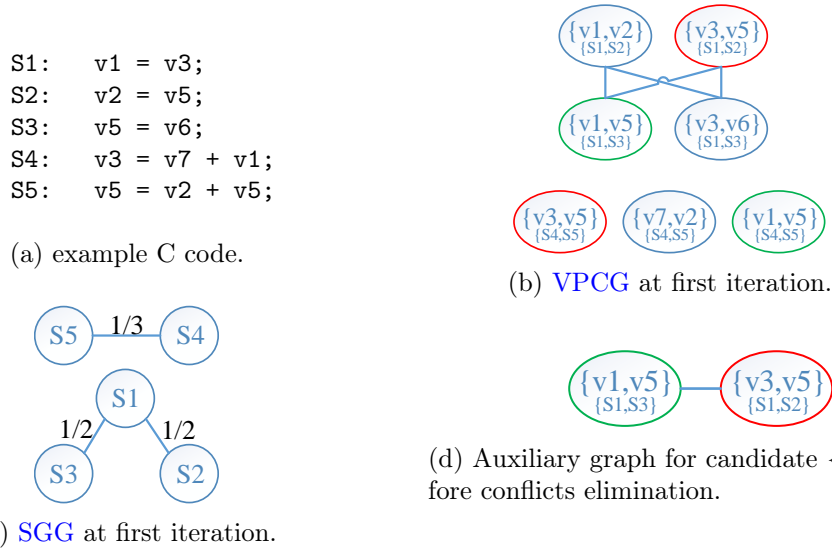 S1: v1 = v3;
S2: v2 = v5;
S3: v5 = v6;
S4: v3 = v7 + v1;
S5: v5 = v2 + v5;
(a) example C code.
{v1,v2}
{S1,S2}
{v3,v5}
{S1,S2}
{v1,v5}
{S1,S3}
{v3,v6}
{S1,S3}
{v3,v5}
{S4,S5}
{v7,v2}
{S4,S5}
{v1,v5}
{S4,S5}
(b) VPCG at first iteration.
S5
1/3
S4
S1
1/2
1/2
S3
S2
) SGG at first iteration.
{v1,v5}
{S1,S3}
{v3,v5}
{S1,S2}
(d) Auxiliary graph for candidate
fore conflicts elimination.